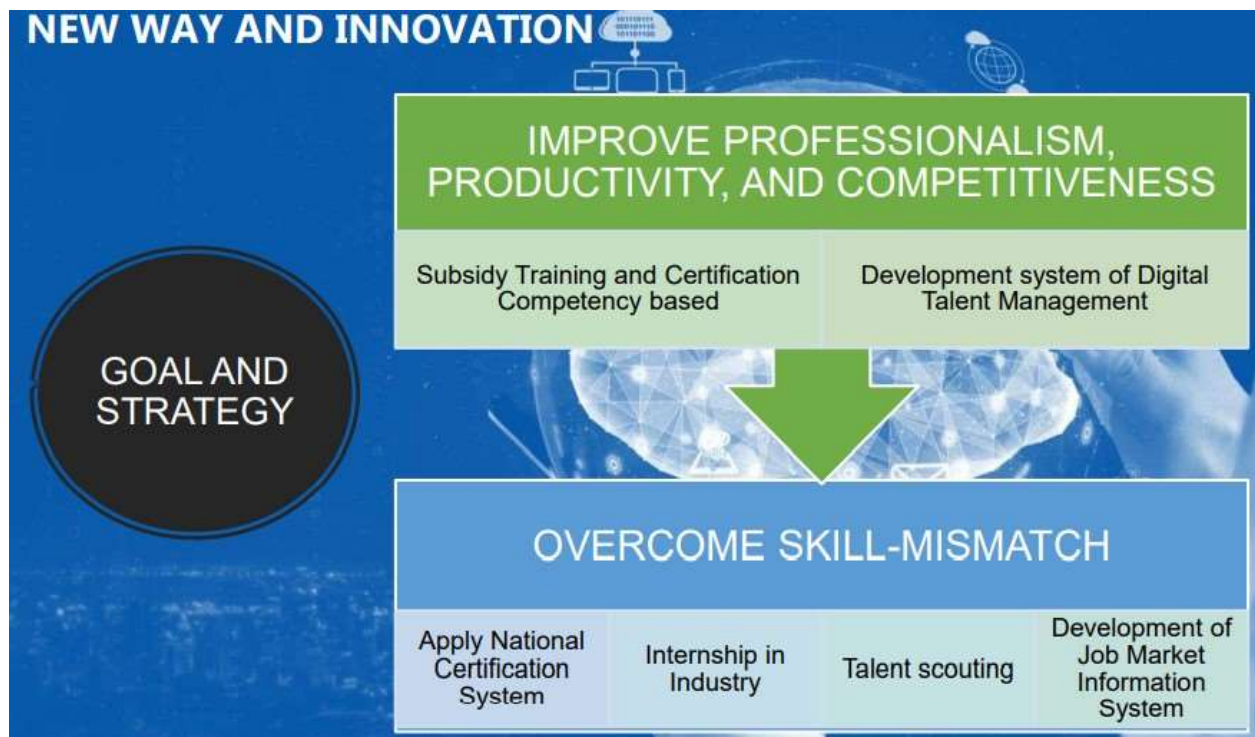 NEW WAY AND INNOVATION
IMPROVE PROFESSIONALISM,
PRODUCTIVITY, AND COMPETITIVENESS
Subsidy Training and Certification
Competency based
Development system of Digital
Talent Management
GOAL AND
STRATEGY
OVERCOME SKILL-MISMATCH
Apply National
Certification
System
Internship in
Industry
Talent scouting
Development of
Job Market
Information
System